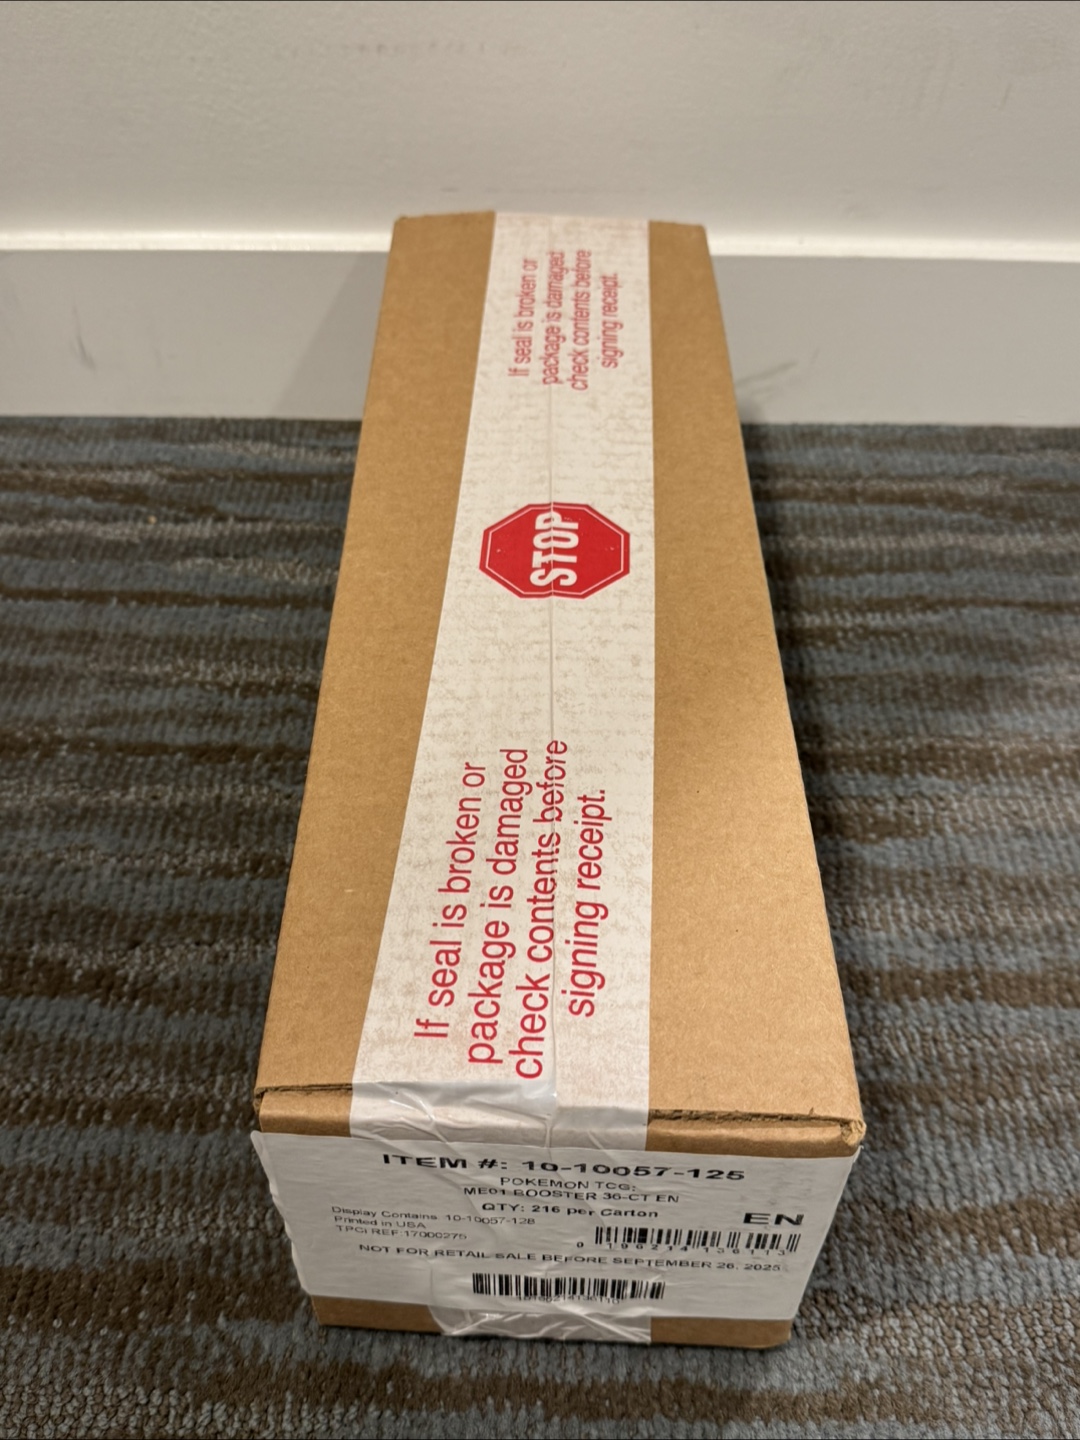 If seal is broken or
package is damaged
check contents before
signing receipt.
STOP
If seal is broken or
package is damaged
check contents before
signing receipt.
ITEM #: 10-10057-125
POKEMON TCG:
ME01 BOOSTER 36-CT EN
QTY: 216 per Carton
EN
Display Contains 10-10057-128
Printed in USA
TPCi REF:17000275
0 196214 136113
NOT FOR RETAIL SALE BEFORE SEPTEMBER 26, 2025